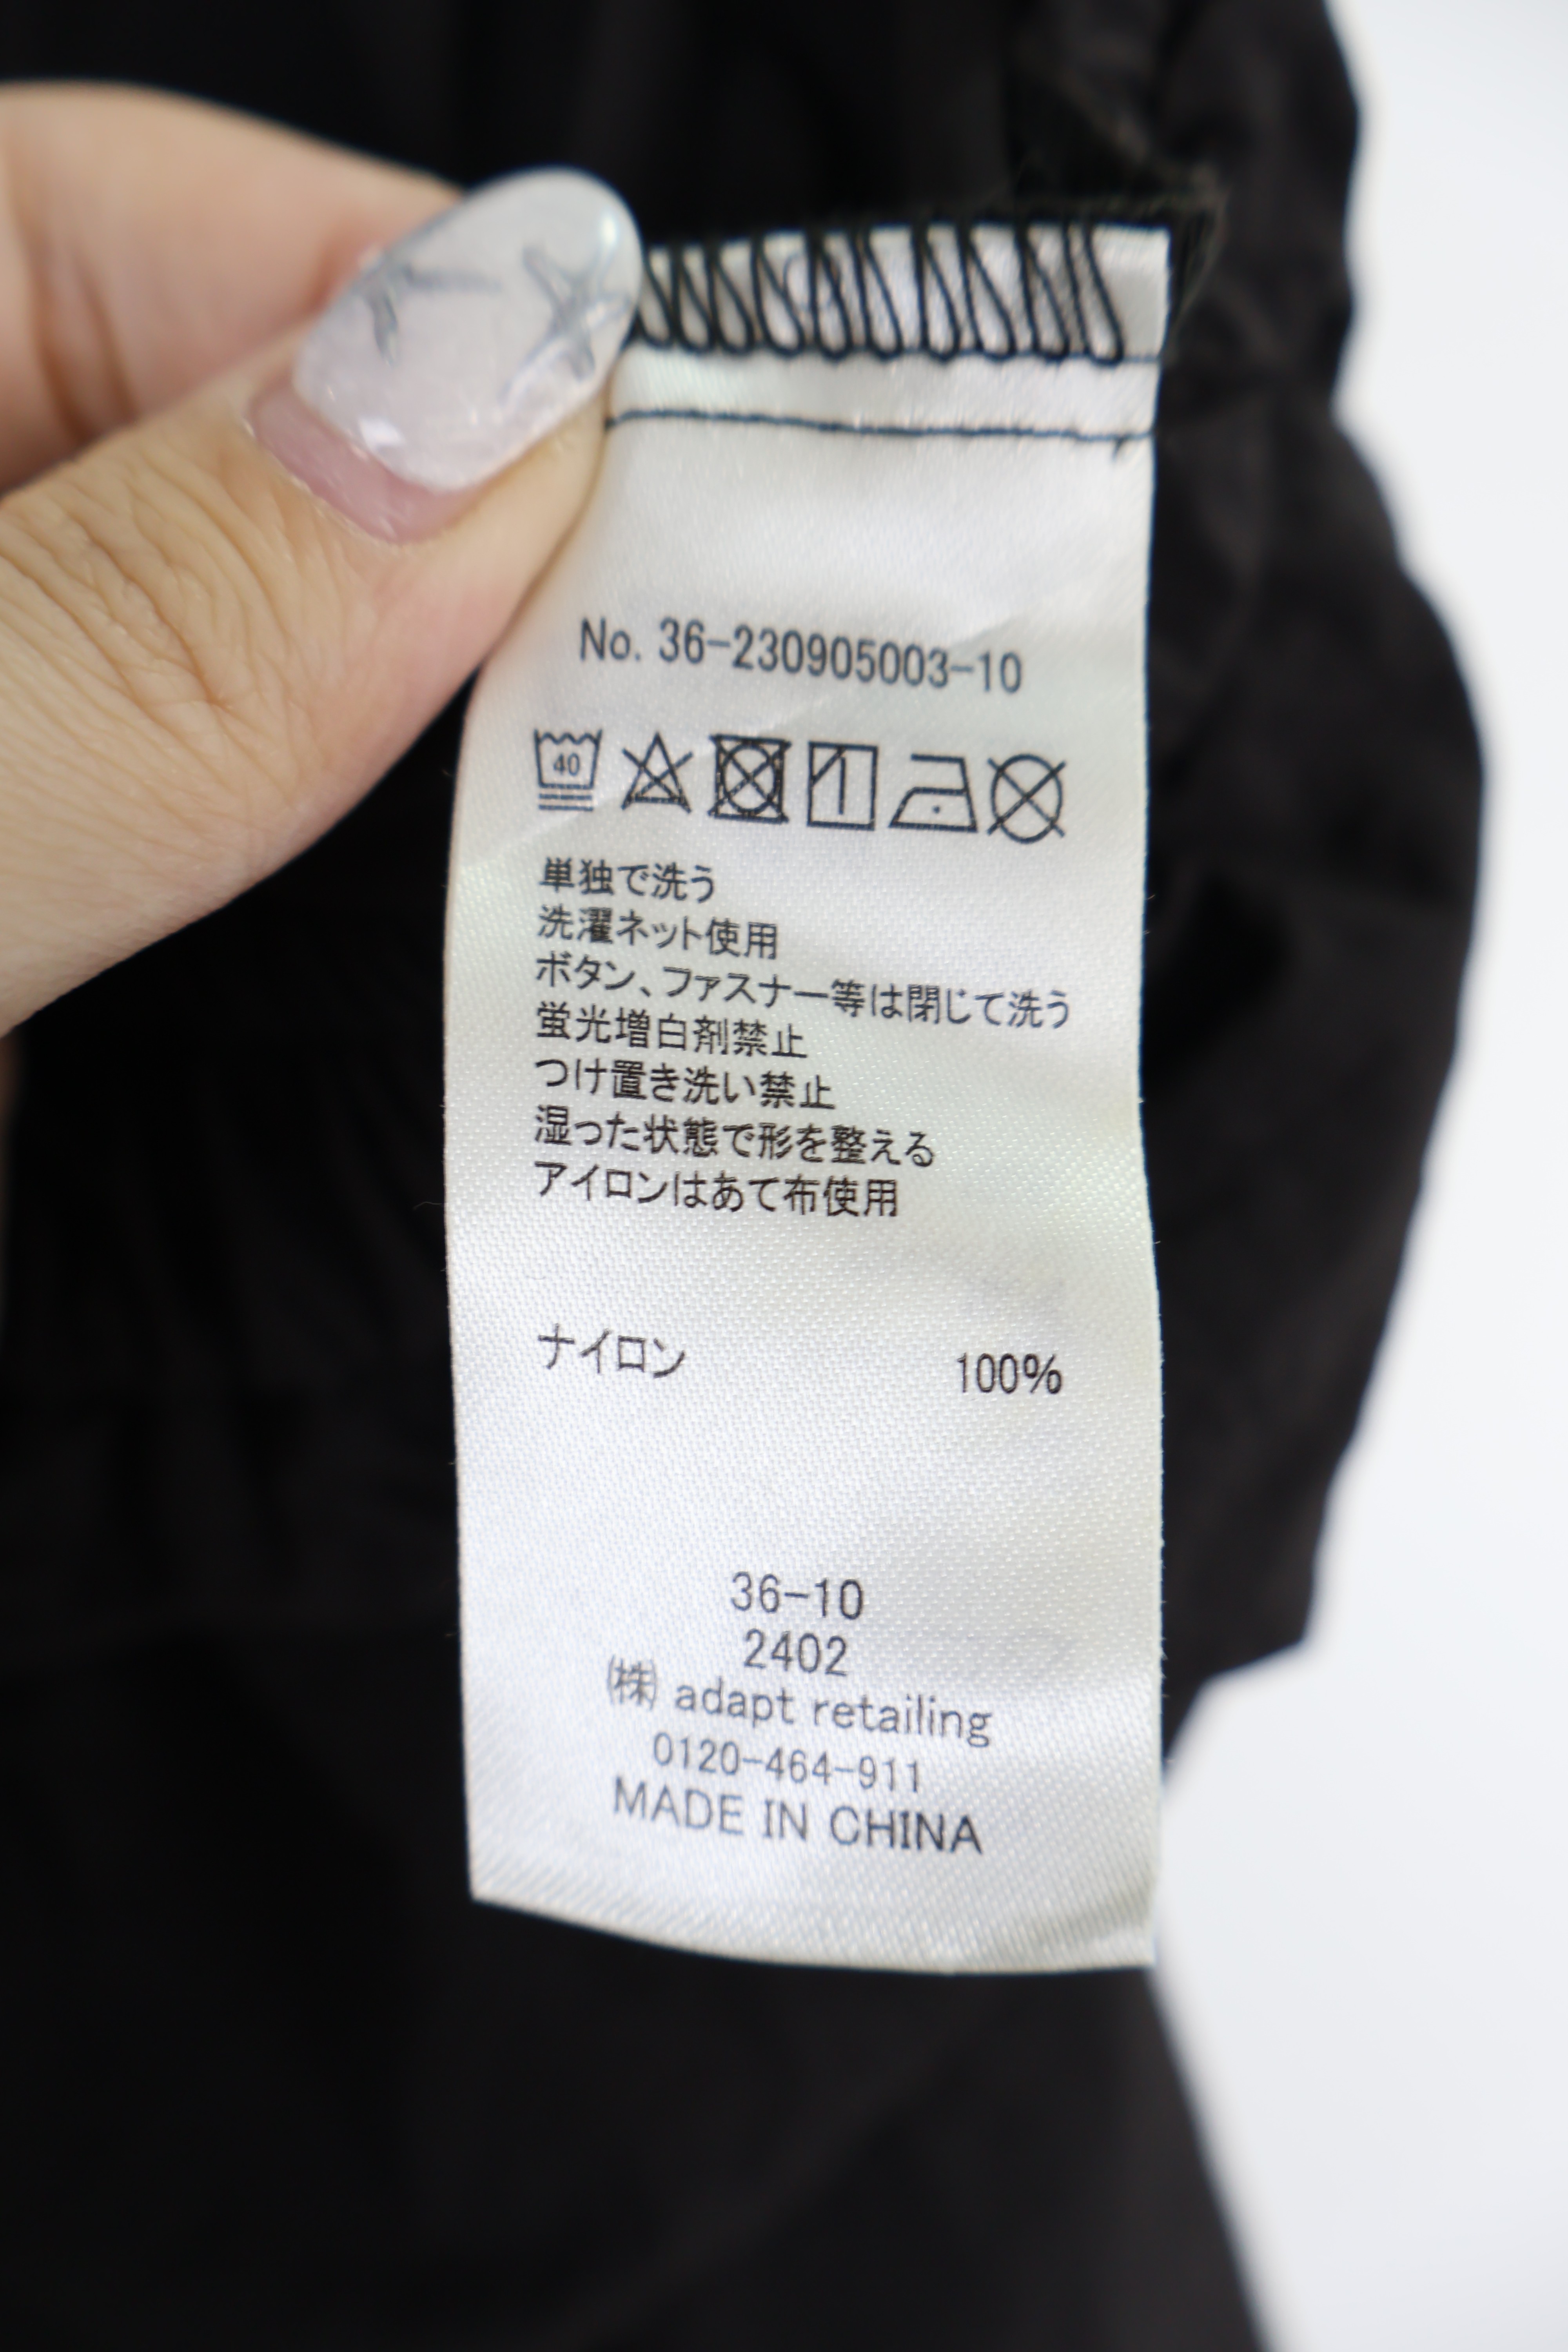 No. 36-230905003-10
40
単独で洗う
洗濯ネット使用
ボタン、ファスナー等は閉じて洗う
蛍光増白剤禁止
つけ置き洗い禁止
湿った状態で形を整える
アイロンはあて布使用
ナイロン 100%
36-10
2402
㈱ adapt retailing
0120-464-911
MADE IN CHINA